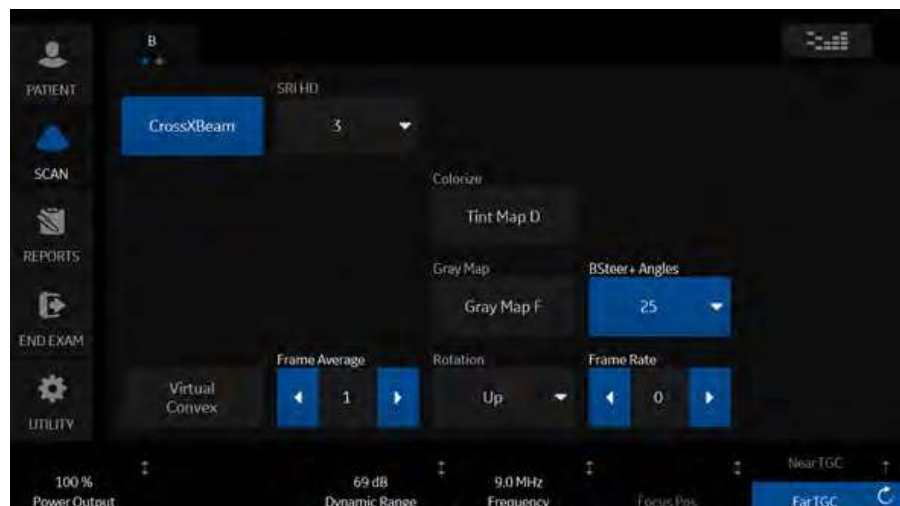 B
PATIENT
SRI HD
CrossXBeam
3
SCAN
Colorize
Tint Map D
REPORTS
Gray Map
BSteer+ Angles
Gray Map F
25
END EXAM
Frame Average
Rotation
Frame Rate
Virtual
Convex
1
Up
0
UTILITY
Near TGC
100 %
69 dB
9.0 MHz
Power Output
Dynamic Range
Frequency
Focus Pos.
Far TGC